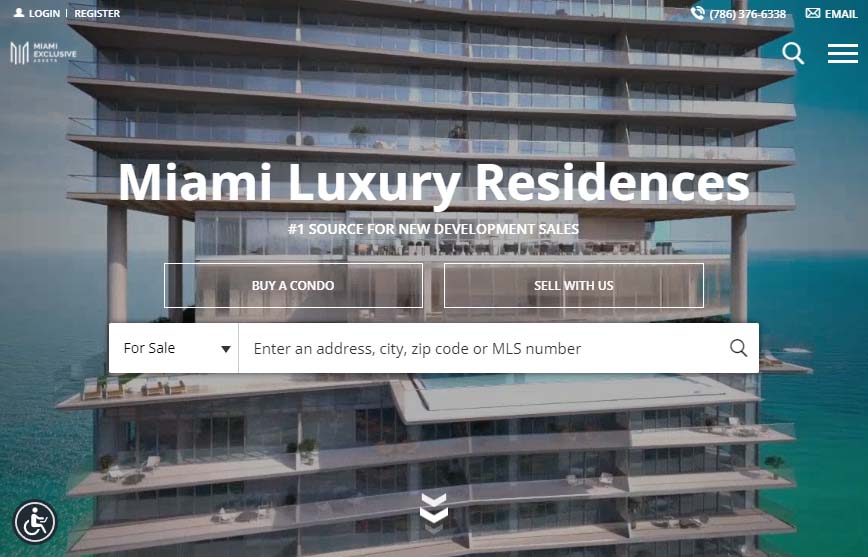 LOGIN | REGISTER
(786) 376-6338
EMAIL
MIAMI
EXCLUSIVE
ASSETS
Miami Luxury Residences
#1 SOURCE FOR NEW DEVELOPMENT SALES
BUY A CONDO
SELL WITH US
For Sale
Enter an address, city, zip code or MLS number